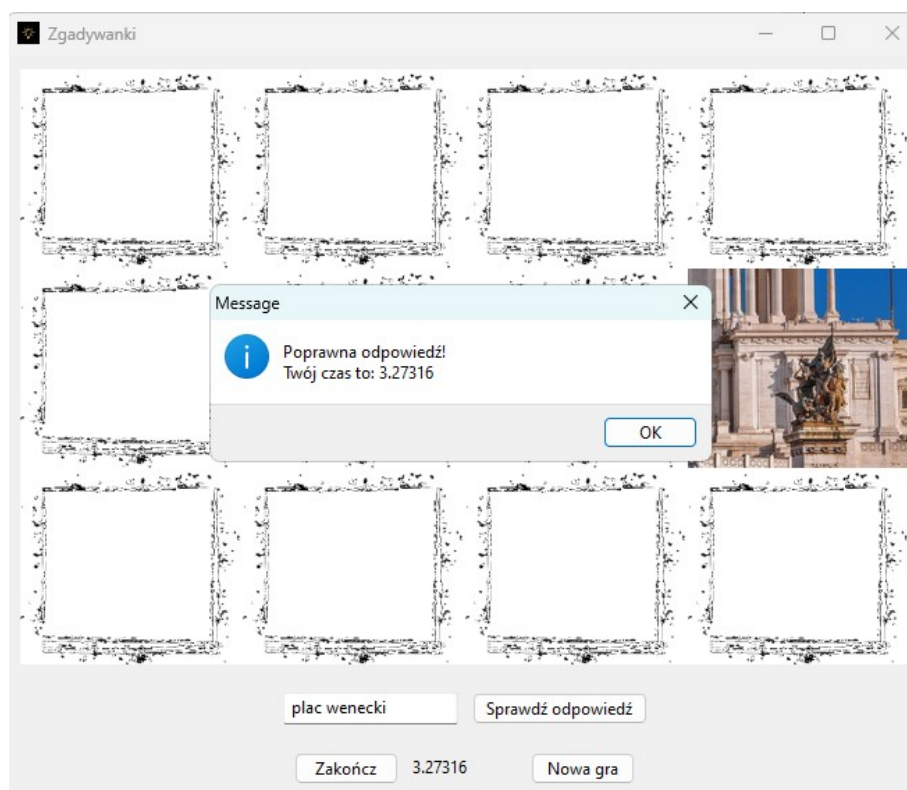 Zgadywanki
Message
Poprawna odpowiedź!
Twój czas to: 3.27316
OK
plac wenecki
Sprawdź odpowiedź
Zakończ
3.27316
Nowa gra